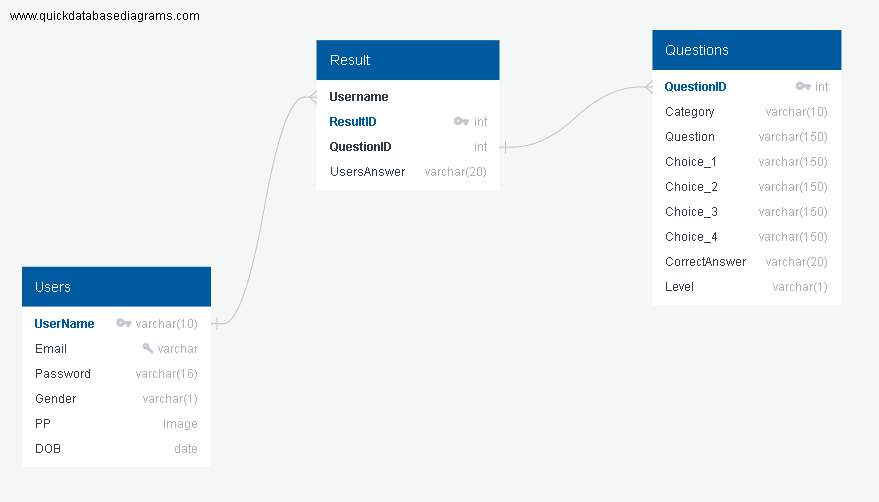 www.quickdatabasediagrams.com
Result
Username
ResultID int
QuestionID int
UsersAnswer varchar(20)
Questions
QuestionID int
Category varchar(10)
Question varchar(150)
Choice_1 varchar(150)
Choice_2 varchar(150)
Choice_3 varchar(150)
Choice_4 varchar(150)
CorrectAnswer varchar(20)
Level varchar(1)
Users
UserName varchar(10)
Email varchar
Password varchar(16)
Gender varchar(1)
PP Image
DOB date